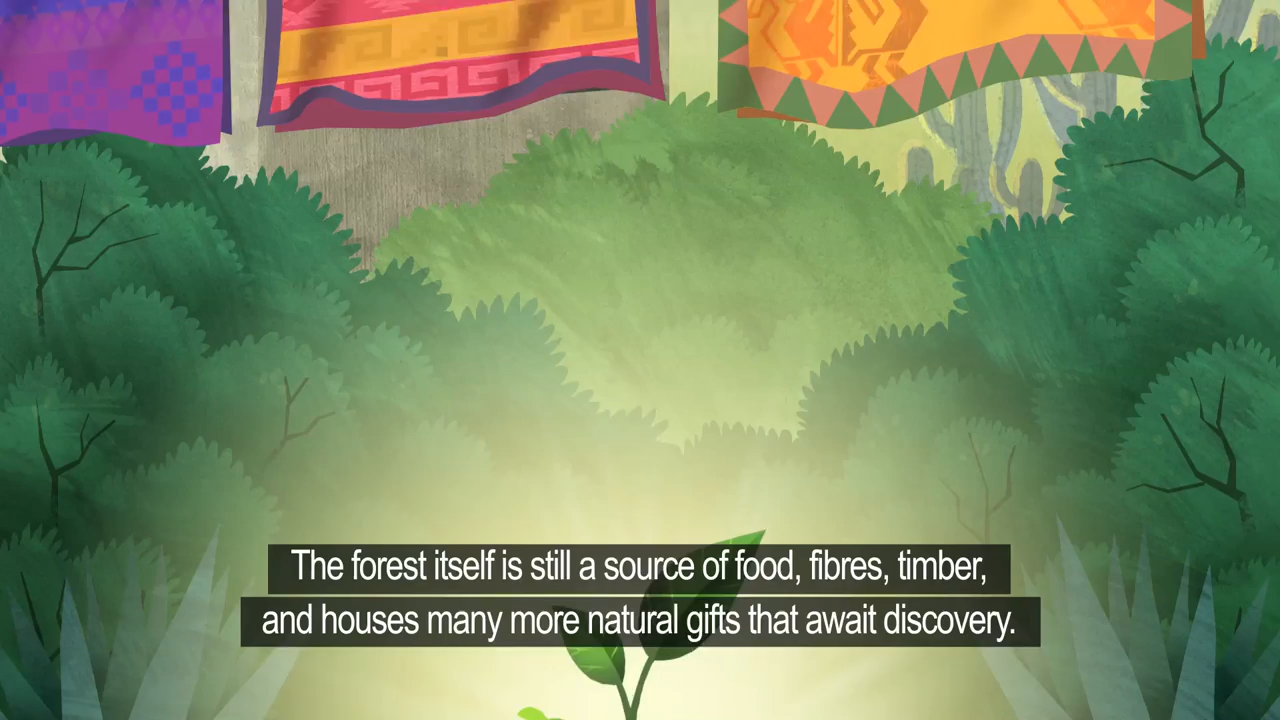 The forest itself is still a source of food, fibres, timber,
and houses many more natural gifts that await discovery.